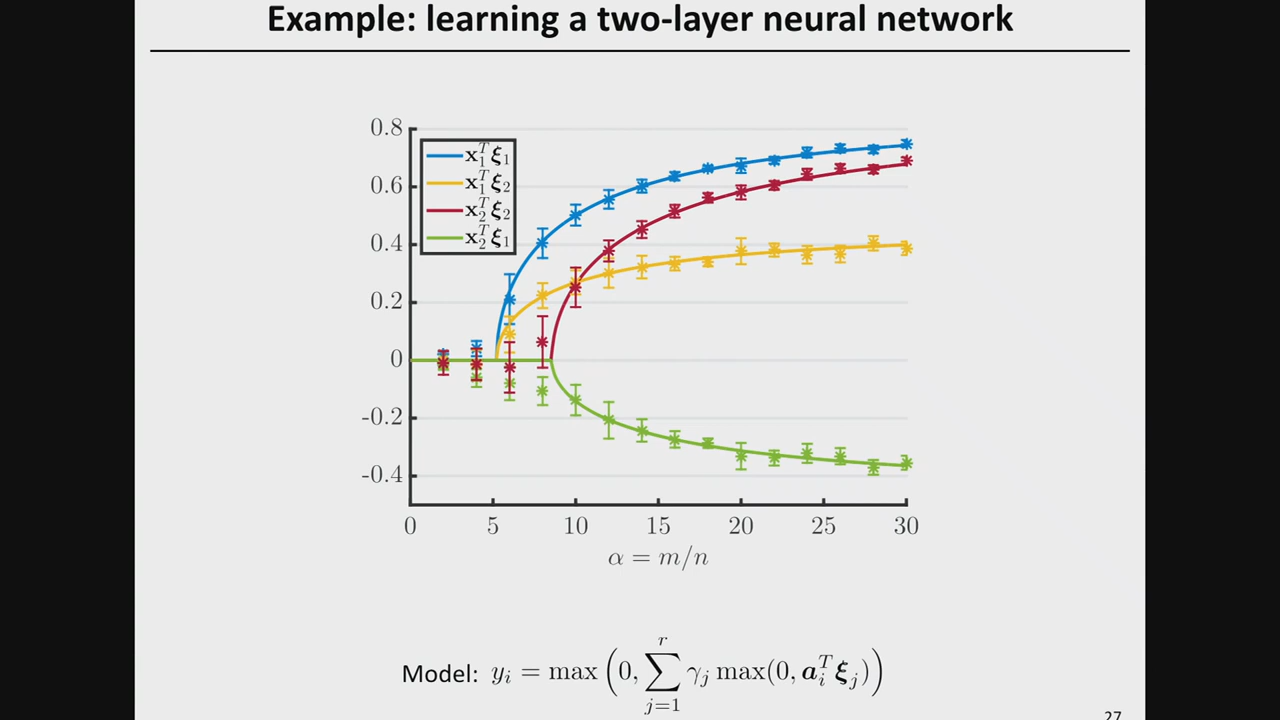 Example: learning a two-layer neural network
0.8
0.6
0.4
0.2
0
-0.2
-0.4
x₁ᵀξ₁
x₁ᵀξ₂
x₂ᵀξ₂
x₂ᵀξ₁
0 5 10 15 20 25 30
α = m/n
Model: yᵢ = max(0, ∑ⱼ₌₁ʳ γⱼ max(0, aᵢᵀξⱼ))
27